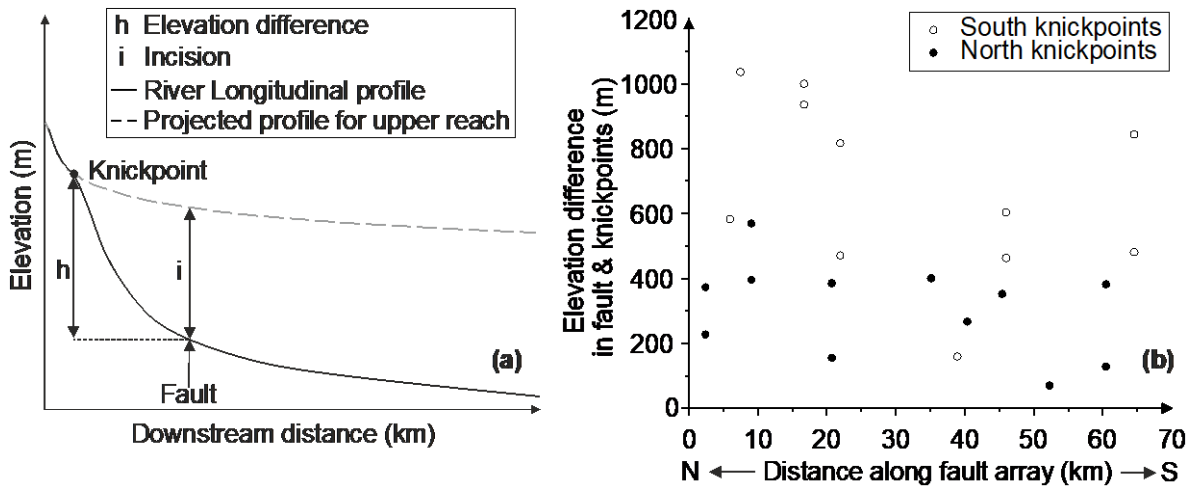 h Elevation difference
i Incision
River Longitudinal profile
Projected profile for upper reach
Knickpoint
h
i
(a)
Fault
Elevation (m)
Downstream distance (km)
South knickpoints
North knickpoints
1200
1000
800
600
400
200
0
Elevation difference
in fault & knickpoints (m)
(b)
0 10 20 30 40 50 60 70
N Distance along fault array (km) S